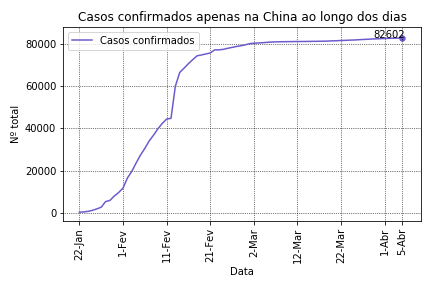 Casos confirmados apenas na China ao longo dos dias
Casos confirmados
82602
80000
60000
40000
20000
0
Nº total
22-Jan
1-Fev
11-Fev
21-Fev
2-Mar
12-Mar
22-Mar
1-Abr
5-Abr
Data